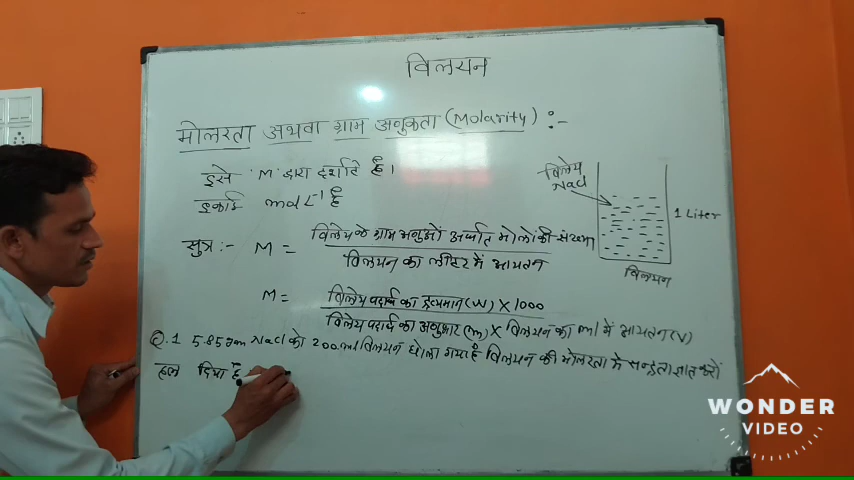 विलयन
मोलरता अथवा ग्राम अणुकता (Molarity) :-
इसे 'M' द्वारा दर्शाते है।
इकाई mol L⁻¹ है
सुत्र :- M = विलेय के ग्राम अणुओं अर्थात मोलों की संख्या
विलयन का लीटर में आयतन
M = विलेय पदार्थ का द्रव्यमान (W) X 1000
विलेय पदार्थ का अणुभार (m) X विलयन का ml में आयतन (V)
विलेय
Nacl
1 Liter
विलयन
Q.1 5.85 gm Nacl को 200 ml विलयन घोला गया है विलयन की मोलरता मे सान्द्रता ज्ञात करों
हल दिया है
WONDER
VIDEO